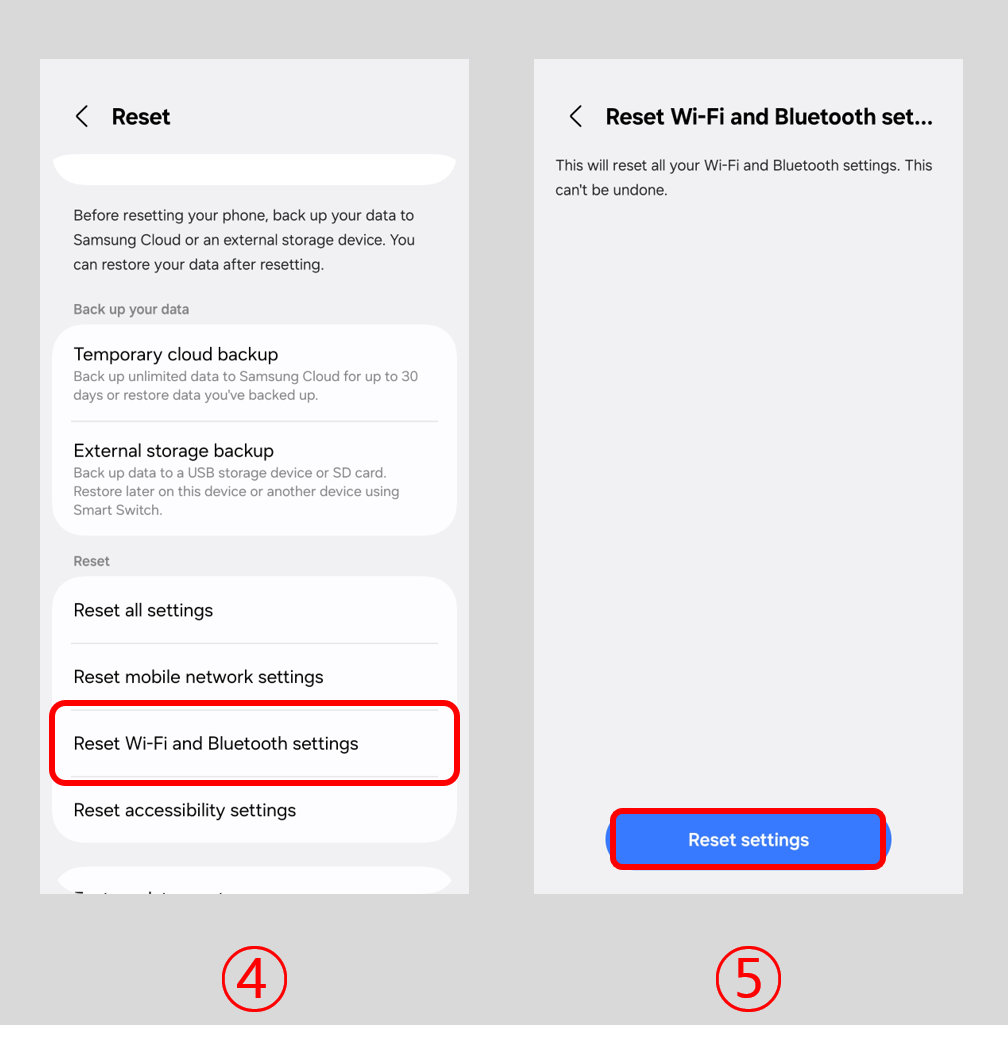 Reset
Before resetting your phone, back up your data to
Samsung Cloud or an external storage device. You
can restore your data after resetting.
Back up your data
Temporary cloud backup
Back up unlimited data to Samsung Cloud for up to 30
days or restore data you've backed up.
External storage backup
Back up data to a USB storage device or SD card.
Restore later on this device or another device using
Smart Switch.
Reset
Reset all settings
Reset mobile network settings
Reset Wi-Fi and Bluetooth settings
Reset accessibility settings
④
Reset Wi-Fi and Bluetooth set...
This will reset all your Wi-Fi and Bluetooth settings. This
can't be undone.
Reset settings
⑤